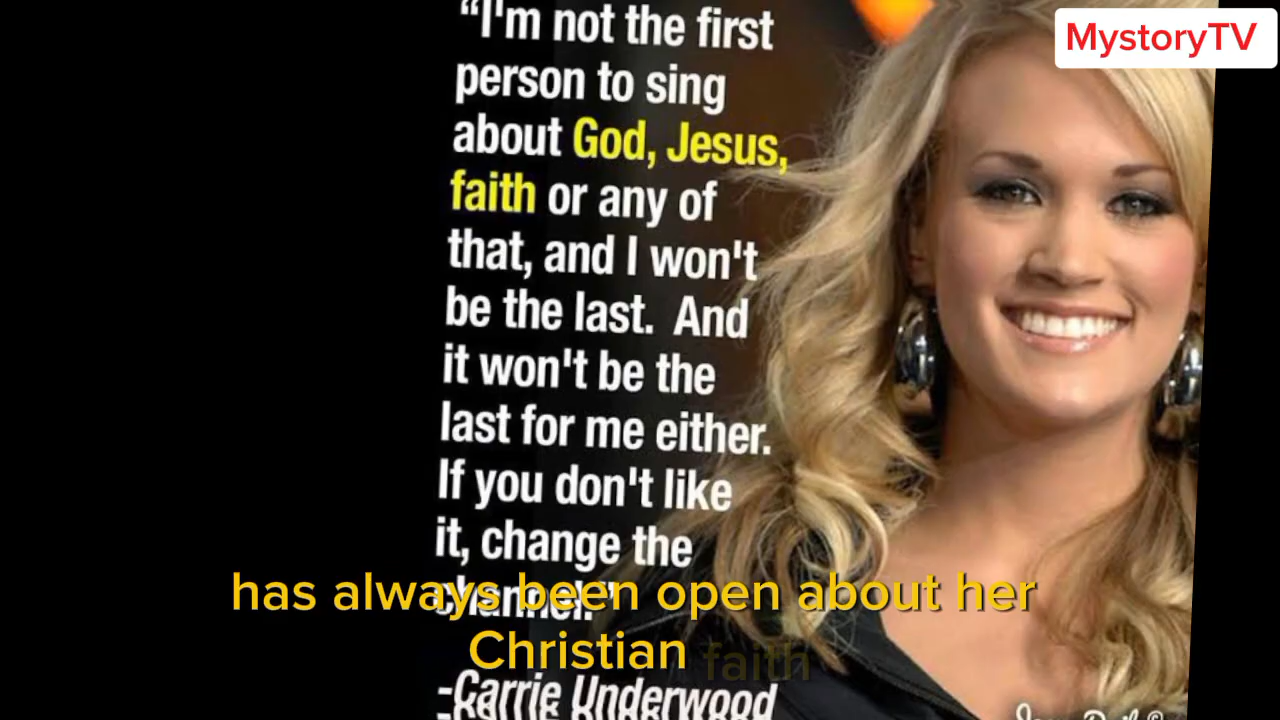 MystoryTV
“I'm not the first
person to sing
about God, Jesus,
faith or any of
that, and I won't
be the last. And
it won't be the
last for me either.
If you don't like
it, change the
channel.”
has always been open about her
Christian faith
-Carrie Underwood